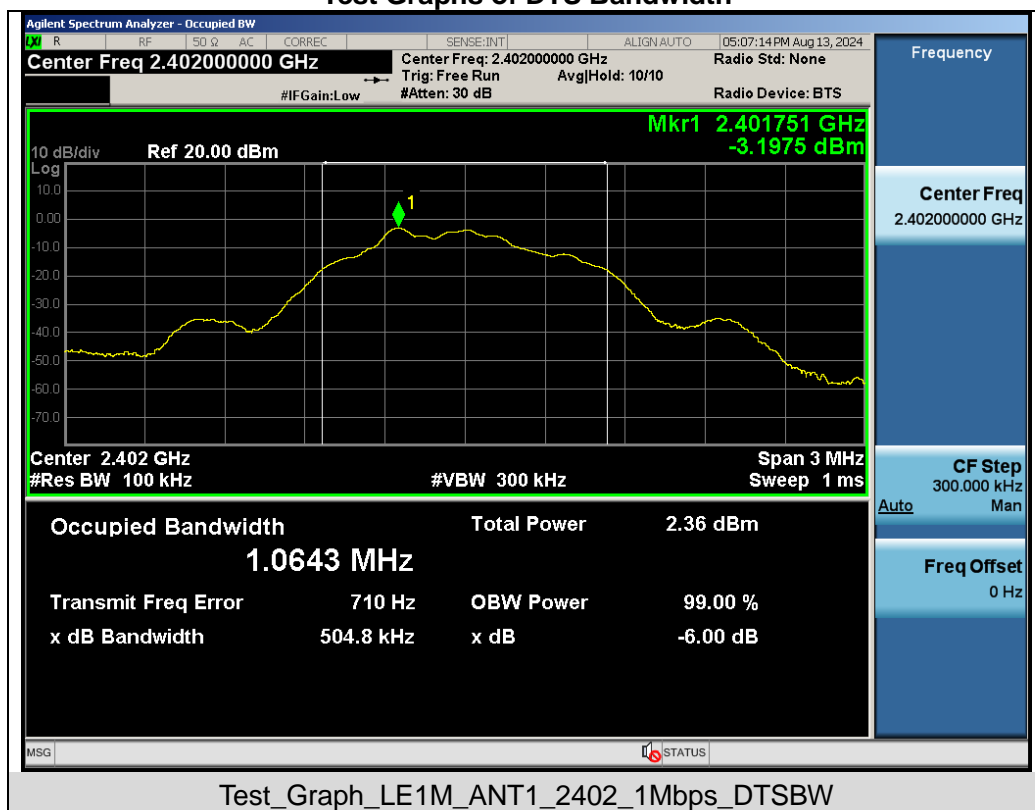 Test Graphs of DTS Bandwidth
Agilent Spectrum Analyzer - Occupied BW
LXI R RF 50 Ω AC CORREC SENSE:INT ALIGN AUTO 05:07:14 PM Aug 13, 2024
Center Freq 2.402000000 GHz
Center Freq: 2.402000000 GHz
Radio Std: None
Trig: Free Run Avg|Hold: 10/10
#IFGain:Low #Atten: 30 dB Radio Device: BTS
Mkr1 2.401751 GHz
-3.1975 dBm
10 dB/div Ref 20.00 dBm
Log
10.0
0.00
-10.0
-20.0
-30.0
-40.0
-50.0
-60.0
-70.0
1
Center 2.402 GHz Span 3 MHz
#Res BW 100 kHz #VBW 300 kHz Sweep 1 ms
Occupied Bandwidth Total Power 2.36 dBm
1.0643 MHz
Transmit Freq Error 710 Hz OBW Power 99.00 %
x dB Bandwidth 504.8 kHz x dB -6.00 dB
Frequency
Center Freq
2.402000000 GHz
CF Step
300.000 kHz
Auto Man
Freq Offset
0 Hz
MSG STATUS
Test_Graph_LE1M_ANT1_2402_1Mbps_DTSBW